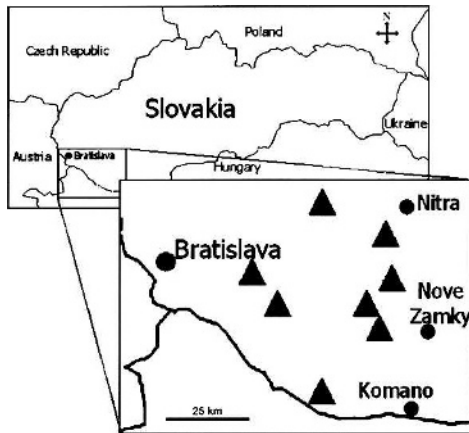 Poland
N
Czech Republic
Slovakia
Ukraine
Austria
Bratislava
Hungary
Nitra
Bratislava
Nove
Zamky
Komano
25 km